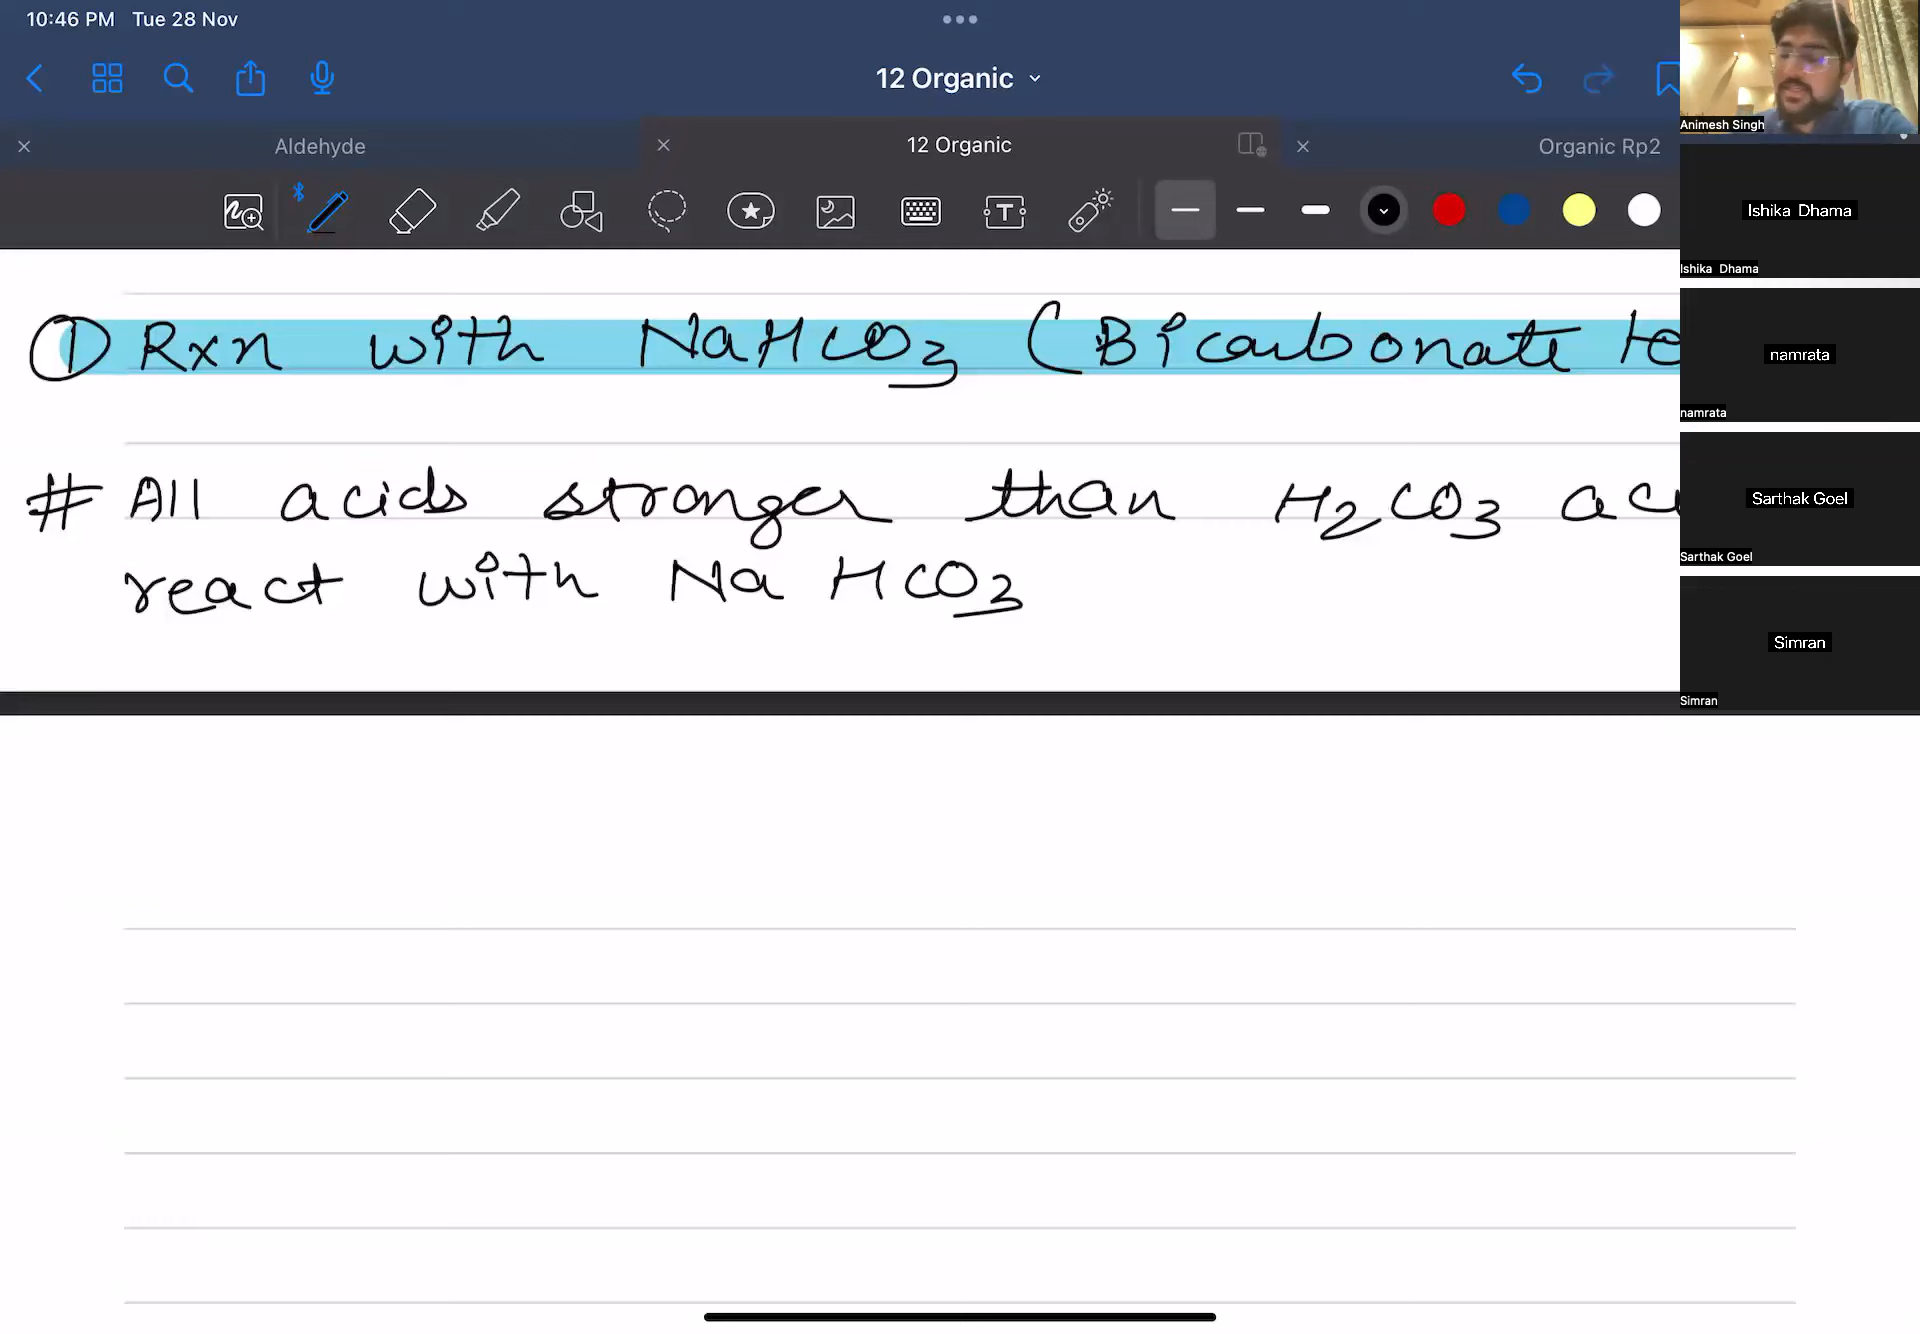 10:46 PM Tue 28 Nov
12 Organic
Aldehyde
12 Organic
Organic Rp2
T
① Rxn with NaHCO3 (Bicarbonate te
# All acids stronger than H2CO3 ac
react with NaHCO3
Animesh Singh
Ishika Dhama
Ishika Dhama
namrata
namrata
Sarthak Goel
Sarthak Goel
Simran
Simran